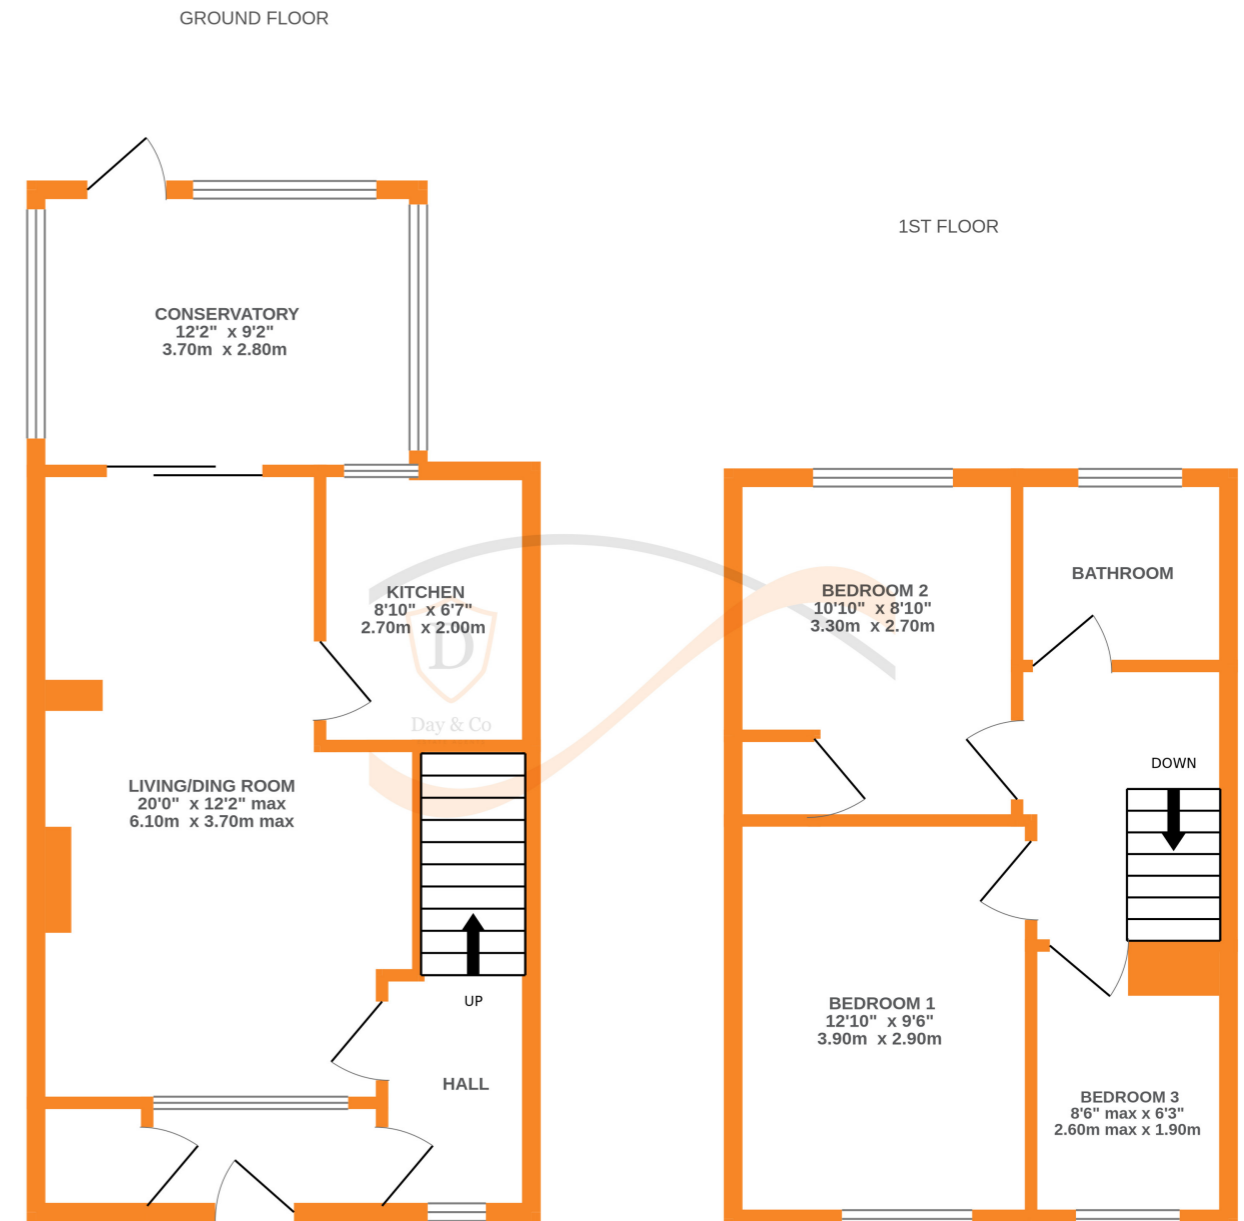 GROUND FLOOR
1ST FLOOR
CONSERVATORY
12'2" x 9'2"
3.70m x 2.80m
KITCHEN
8'10" x 6'7"
2.70m x 2.00m
D
Day & Co
LIVING/DING ROOM
20'0" x 12'2" max
6.10m x 3.70m max
UP
HALL
BEDROOM 2
10'10" x 8'10"
3.30m x 2.70m
BATHROOM
DOWN
BEDROOM 1
12'10" x 9'6"
3.90m x 2.90m
BEDROOM 3
8'6" max x 6'3"
2.60m max x 1.90m